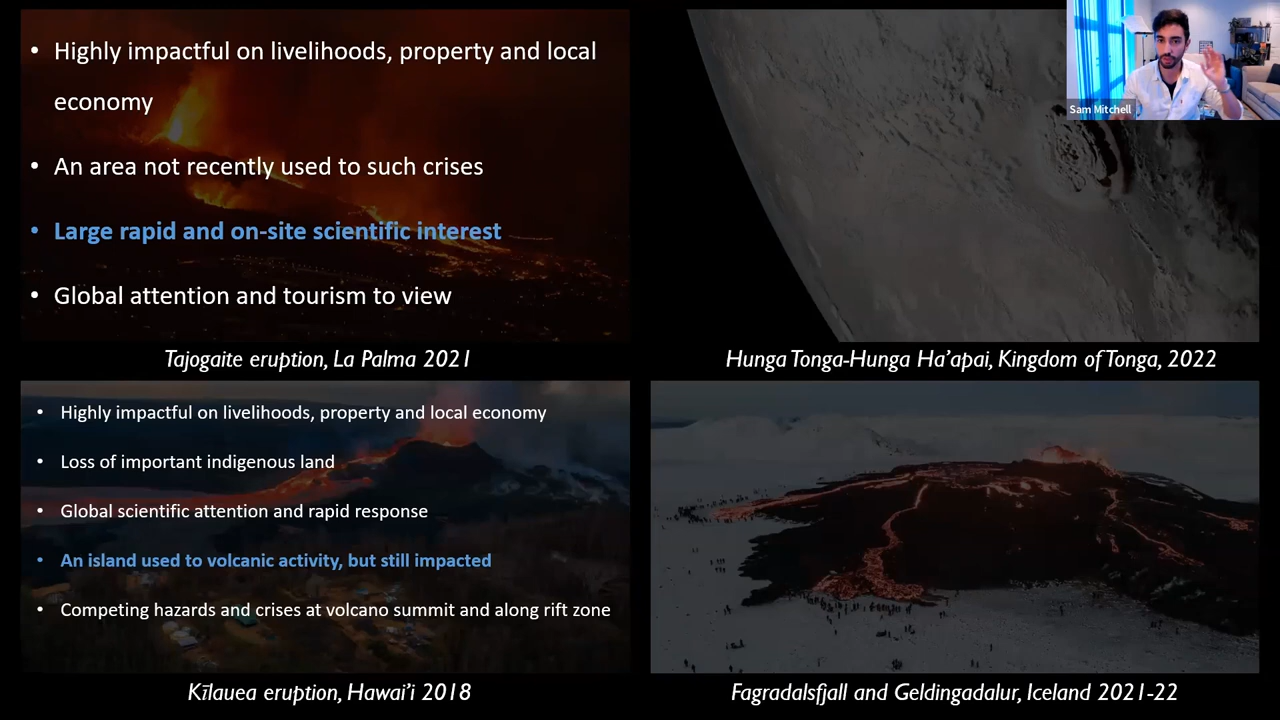 • Highly impactful on livelihoods, property and local
economy
• An area not recently used to such crises
• Large rapid and on-site scientific interest
• Global attention and tourism to view
Tajogaite eruption, La Palma 2021
Sam Mitchell
Hunga Tonga-Hunga Ha’apai, Kingdom of Tonga, 2022
• Highly impactful on livelihoods, property and local economy
• Loss of important indigenous land
• Global scientific attention and rapid response
• An island used to volcanic activity, but still impacted
• Competing hazards and crises at volcano summit and along rift zone
Kīlauea eruption, Hawai’i 2018
Fagradalsfjall and Geldingadalur, Iceland 2021-22